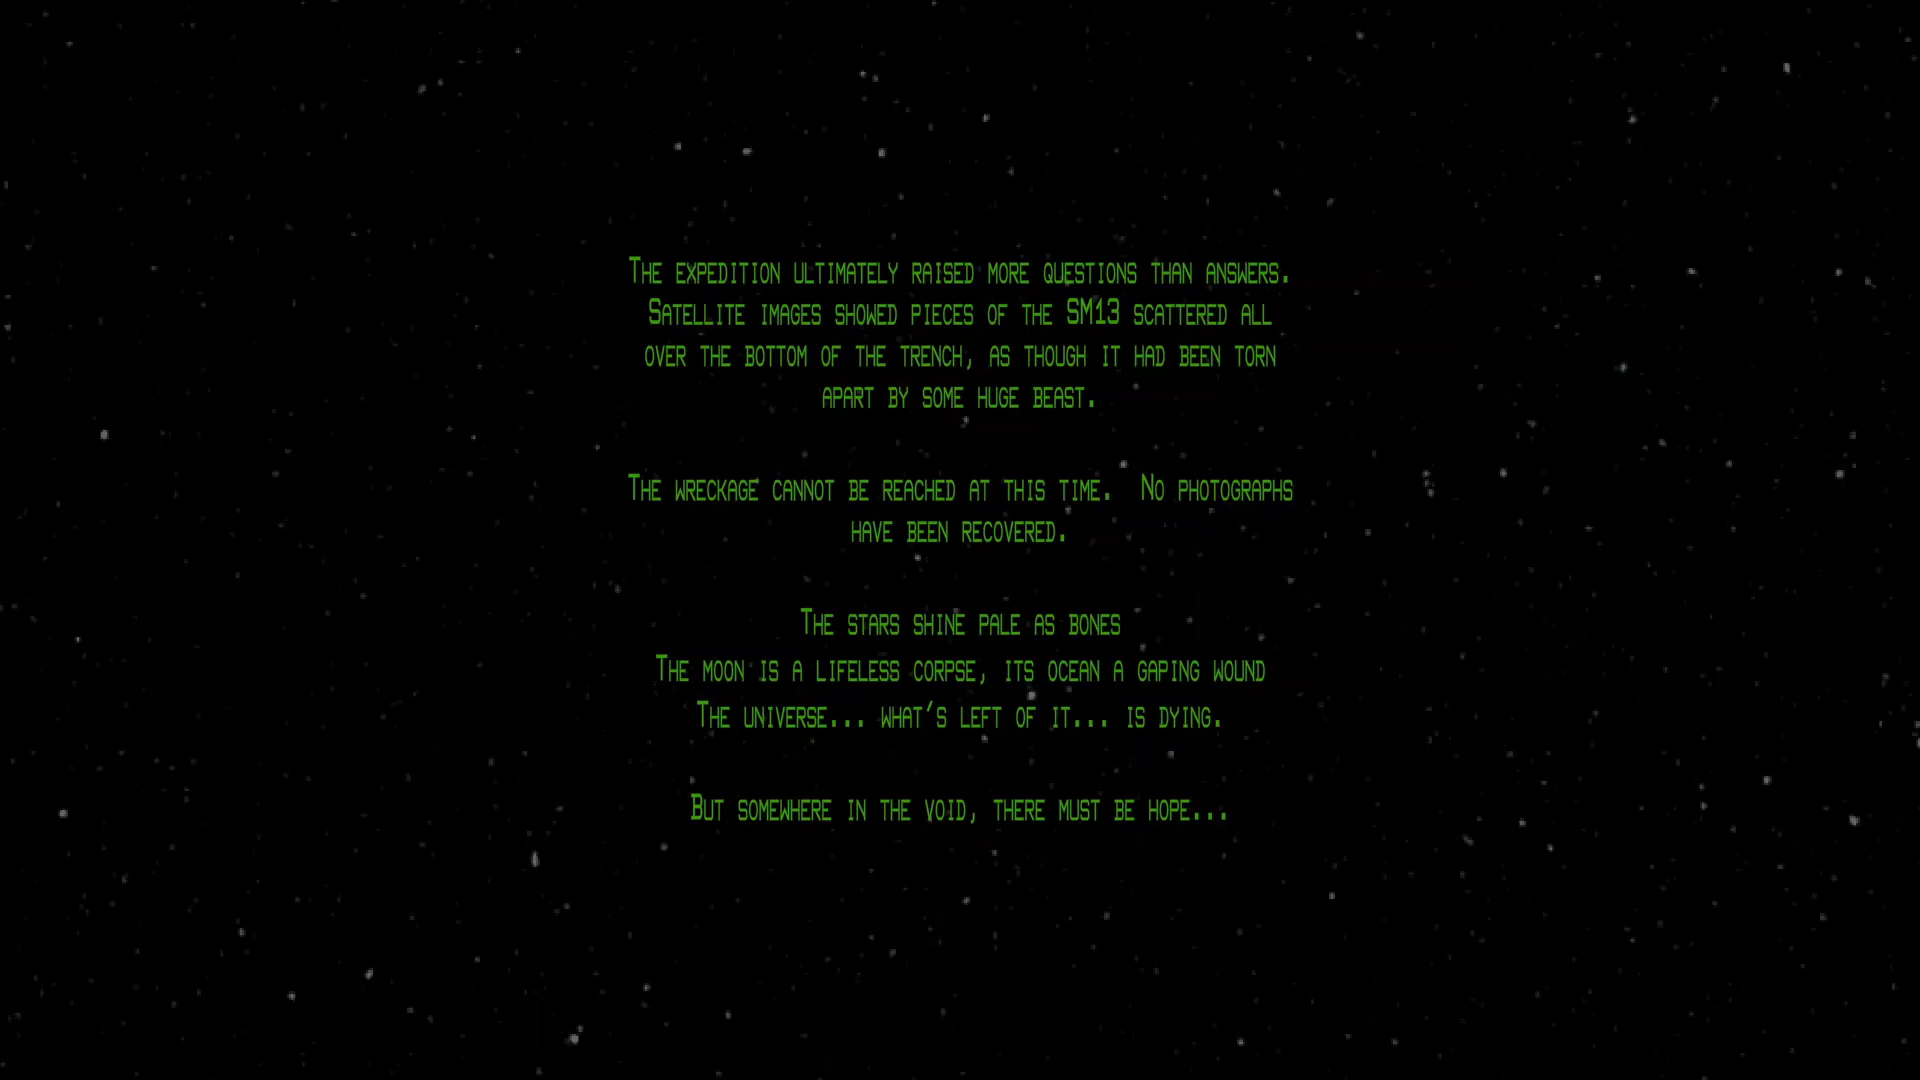 The expedition ultimately raised more questions than answers.
Satellite images showed pieces of the SM13 scattered all
over the bottom of the trench, as though it had been torn
apart by some huge beast.
The wreckage cannot be reached at this time.  No photographs
have been recovered.
The stars shine pale as bones
The moon is a lifeless corpse, its ocean a gaping wound
The universe... what's left of it... is dying.
But somewhere in the void, there must be hope...